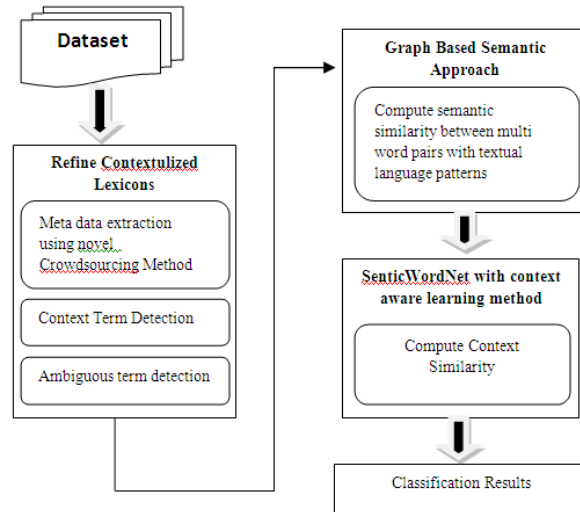 Dataset
Refine Contextulized
Lexicons
Meta data extraction
using novel
Crowdsourcing Method
Context Term Detection
Ambiguous term detection
Graph Based Semantic
Approach
Compute semantic
similarity between multi
word pairs with textual
language patterns
SenticWordNet with context
aware learning method
Compute Context
Similarity
Classification Results